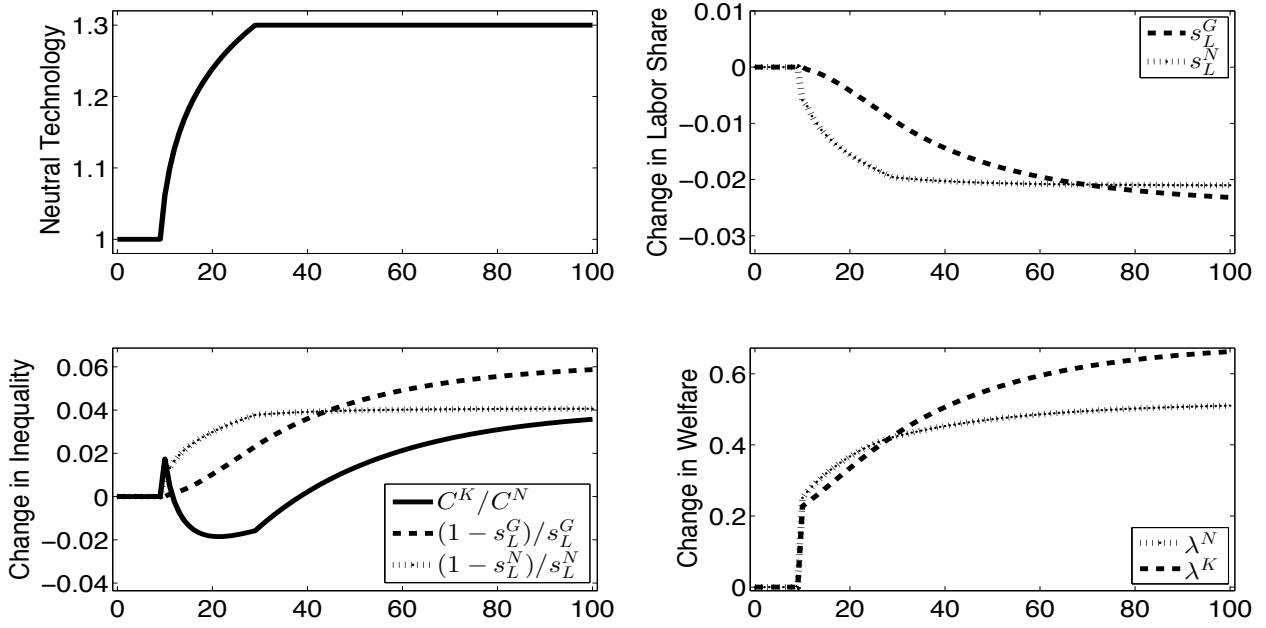 Neutral Technology
1.3
1.2
1.1
1
0 20 40 60 80 100
Change in Labor Share
0.01
0
−0.01
−0.02
−0.03
0 20 40 60 80 100
s_L^G
s_L^N
Change in Inequality
0.06
0.04
0.02
0
−0.02
−0.04
0 20 40 60 80 100
C^K/C^N
(1 − s_L^G)/s_L^G
(1 − s_L^N)/s_L^N
Change in Welfare
0.6
0.4
0.2
0
0 20 40 60 80 100
λ^N
λ^K